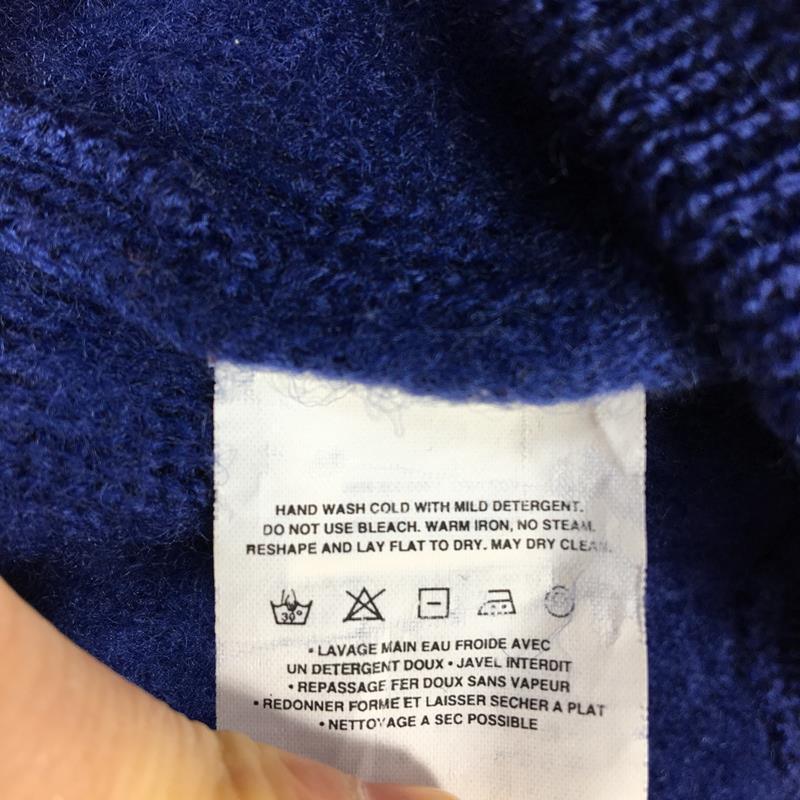 HAND WASH COLD WITH MILD DETERGENT.
DO NOT USE BLEACH. WARM IRON, NO STEAM.
RESHAPE AND LAY FLAT TO DRY. MAY DRY CLEAN.
30°
• LAVAGE MAIN EAU FROIDE AVEC
UN DETERGENT DOUX • JAVEL INTERDIT
• REPASSAGE FER DOUX SANS VAPEUR
• REDONNER FORME ET LAISSER SECHER A PLAT
• NETTOYAGE A SEC POSSIBLE